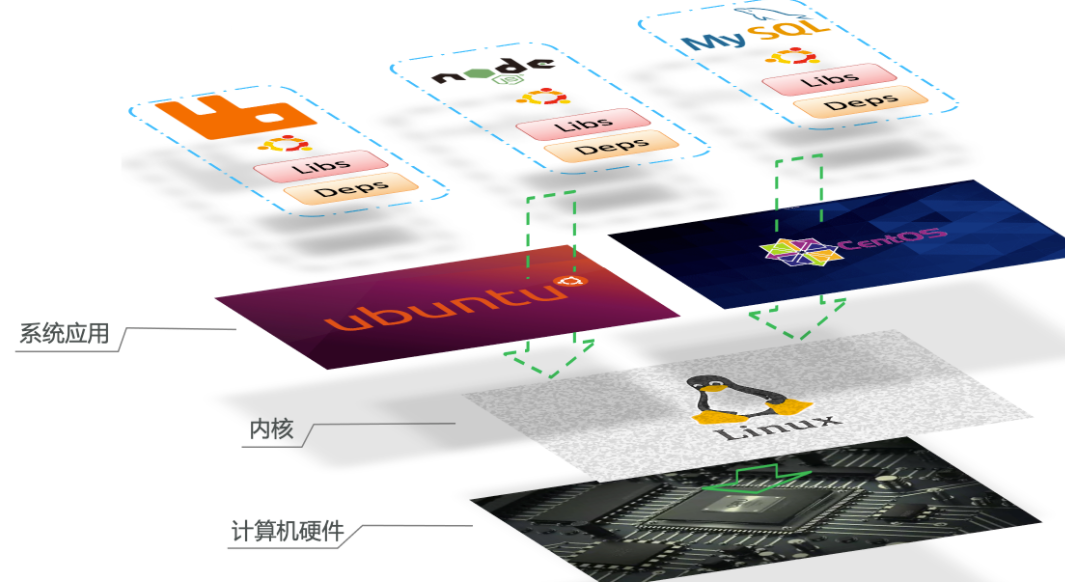 MySQL
Libs
Deps
node
JS
Libs
Deps
Libs
Deps
CentOS
ubuntu
系统应用
内核
Linux
计算机硬件